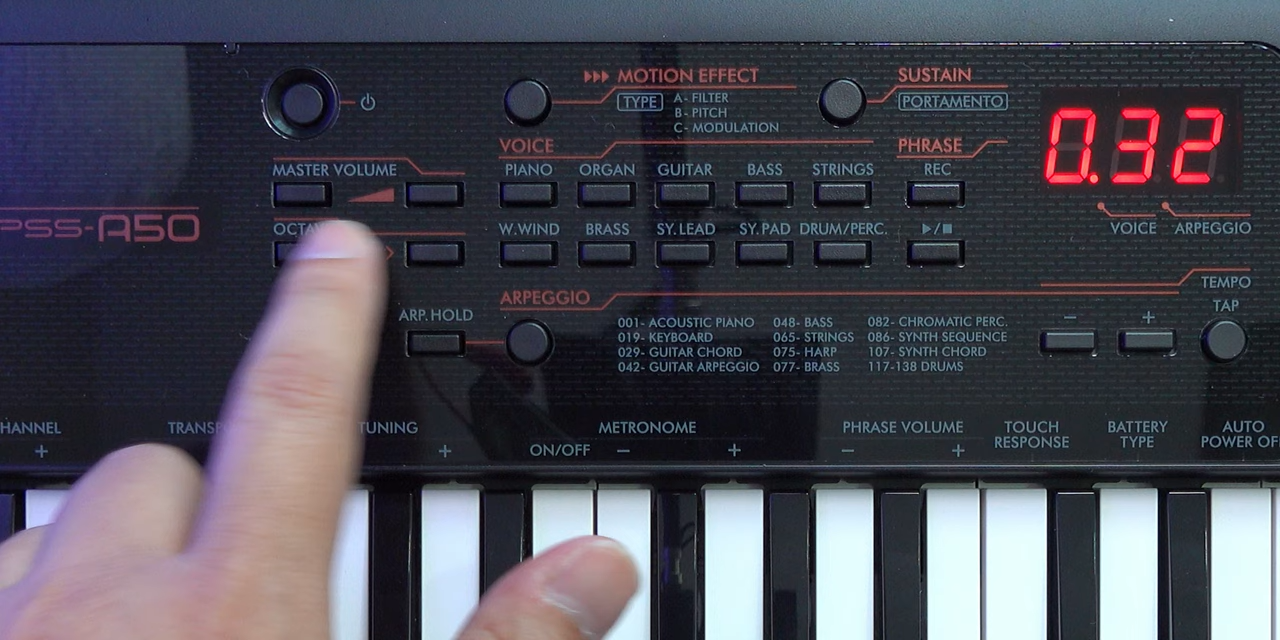 MOTION EFFECT
TYPE
A- FILTER
B- PITCH
C- MODULATION
SUSTAIN
PORTAMENTO
0.32
VOICE
PHRASE
MASTER VOLUME
PIANO ORGAN GUITAR BASS STRINGS REC
PSS-A50
W.WIND BRASS SY.LEAD SY.PAD DRUM/PERC.
VOICE ARPEGGIO
TEMPO
ARPEGGIO
TAP
ARP.HOLD
001- ACOUSTIC PIANO 048- BASS 082- CHROMATIC PERC.
019- KEYBOARD 065- STRINGS 086- SYNTH SEQUENCE
029- GUITAR CHORD 075- HARP 107- SYNTH CHORD
042- GUITAR ARPEGGIO 077- BRASS 117-138 DRUMS
− +
TUNING METRONOME PHRASE VOLUME TOUCH RESPONSE BATTERY TYPE AUTO
+ + ON/OFF − + − +